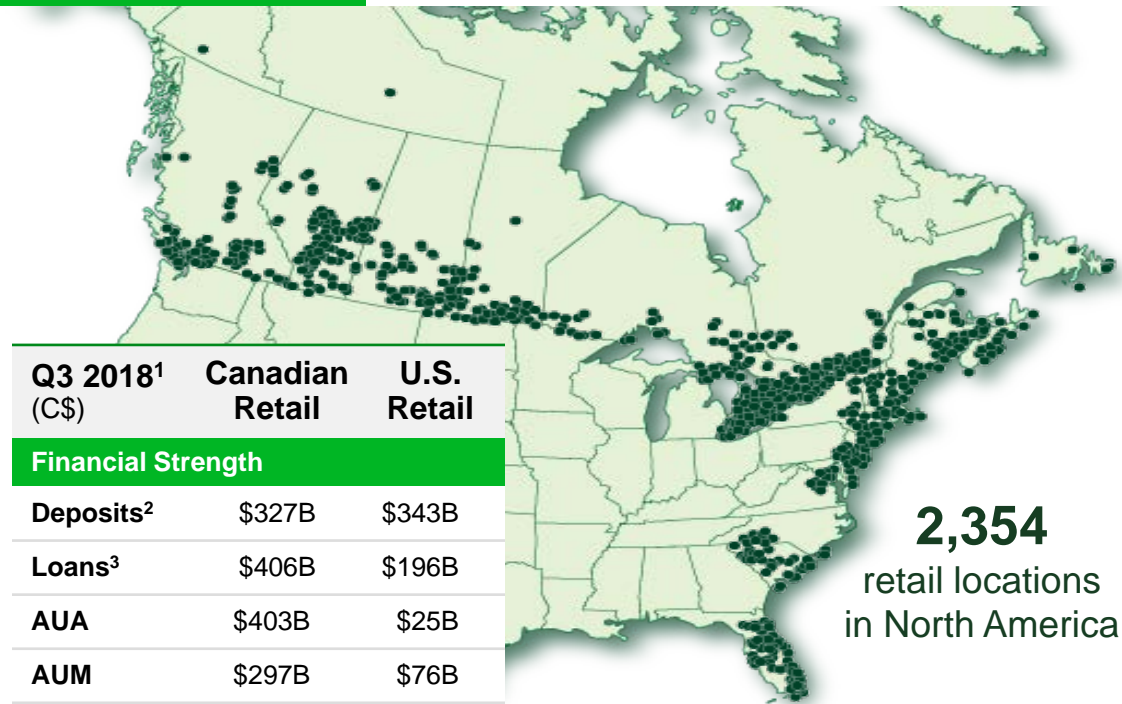 Q3 2018¹ Canadian U.S.
(C$) Retail Retail
Financial Strength
Deposits² $327B $343B
Loans³ $406B $196B
AUA $403B $25B
AUM $297B $76B
2,354
retail locations
in North America